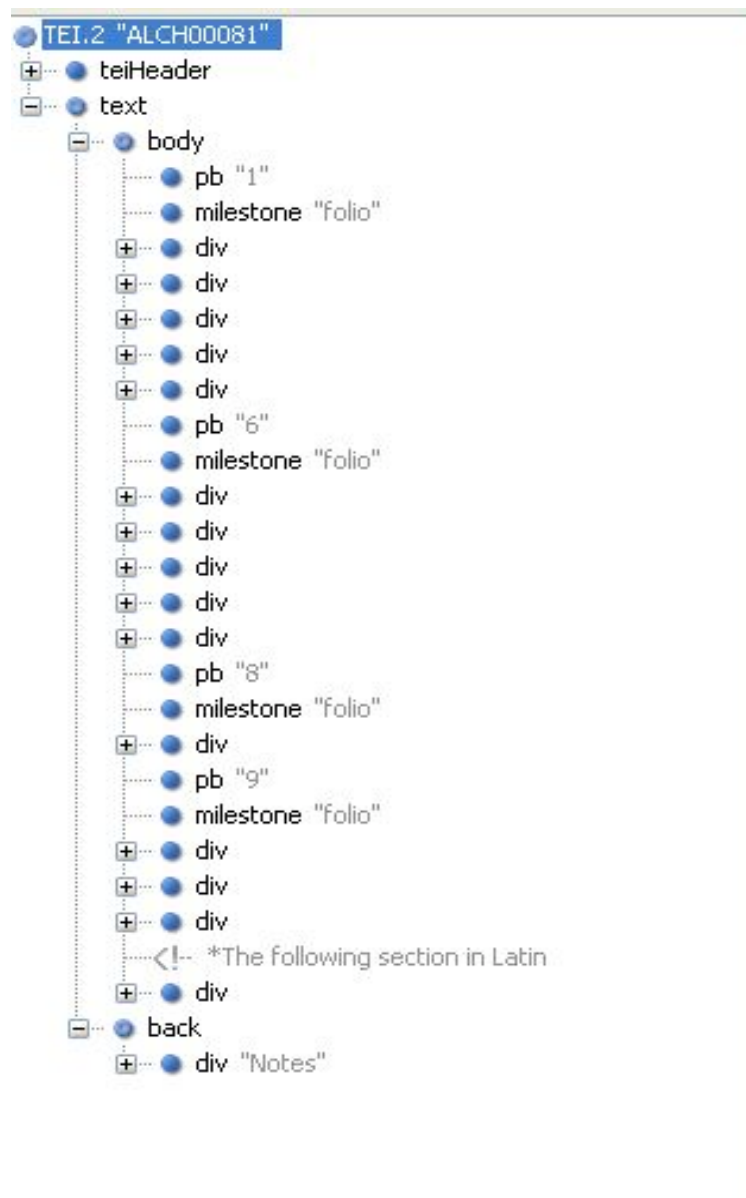 TEI.2 "ALCH00081"
teiHeader
text
body
pb "1"
milestone "folio"
div
div
div
div
div
pb "6"
milestone "folio"
div
div
div
div
div
pb "8"
milestone "folio"
div
pb "9"
milestone "folio"
div
div
div
<!-- *The following section in Latin
div
back
div "Notes"